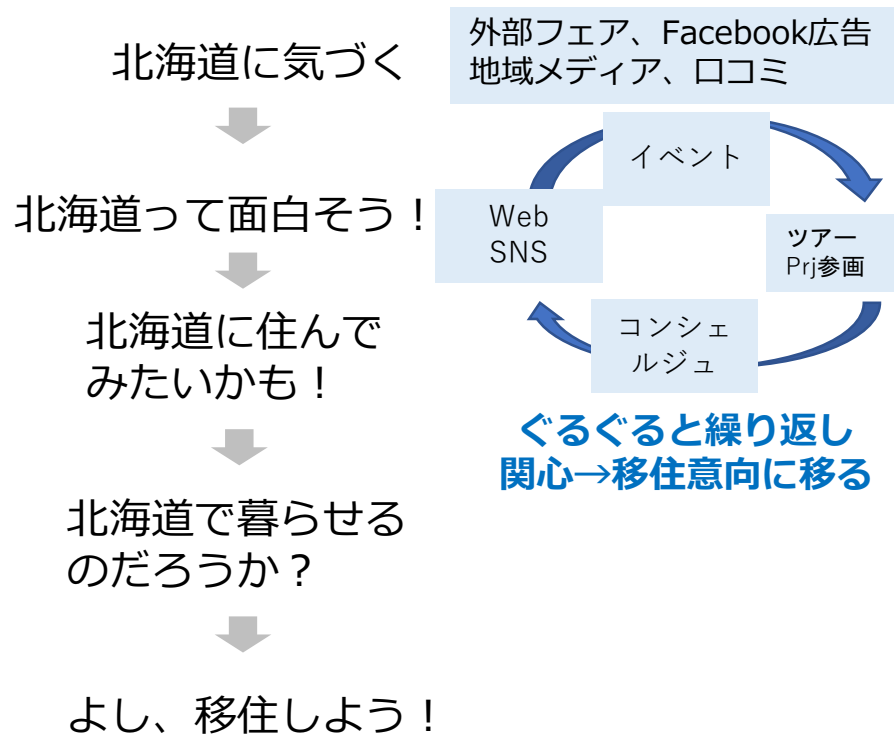 北海道に気づく
北海道って面白そう！
北海道に住んで
みたいかも！
北海道で暮らせる
のだろうか？
よし、移住しよう！
外部フェア、Facebook広告
地域メディア、口コミ
イベント
Web
SNS
ツアー
Prj参画
コンシェ
ルジュ
ぐるぐると繰り返し
関心→移住意向に移る